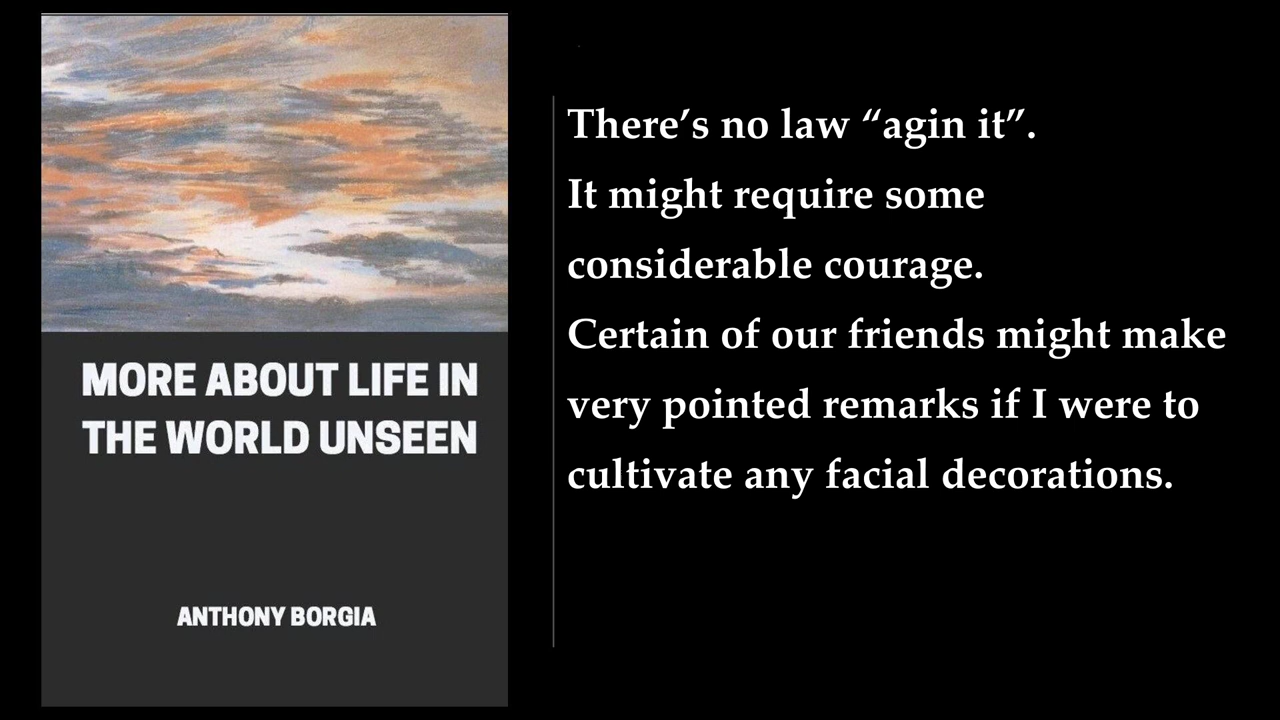 MORE ABOUT LIFE IN
THE WORLD UNSEEN
ANTHONY BORGIA
There’s no law “agin it”.
It might require some
considerable courage.
Certain of our friends might make
very pointed remarks if I were to
cultivate any facial decorations.